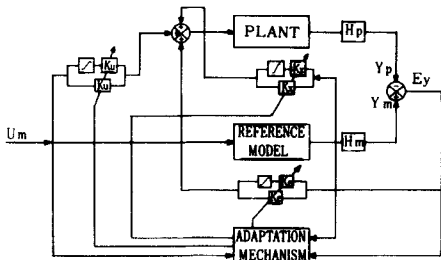 PLANT
Hp
Ku
Ku
Yp
Ey
Ym
Um
REFERENCE
MODEL
Hm
ADAPTATION
MECHANISM